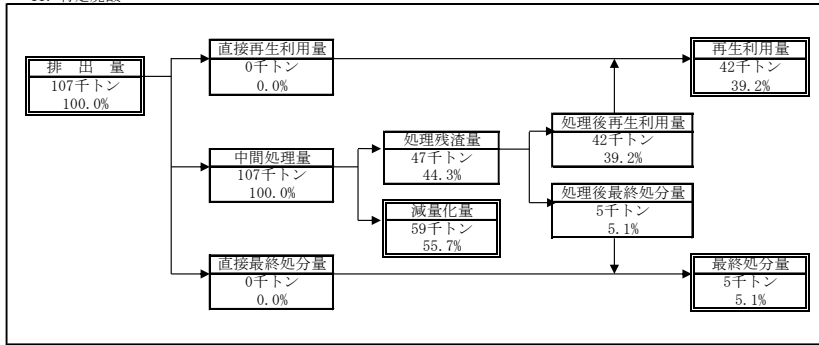 直接再生利用量
0千トン
0.0%
再生利用量
42千トン
39.2%
排 出 量
107千トン
100.0%
処理後再生利用量
42千トン
39.2%
処理残渣量
47千トン
44.3%
中間処理量
107千トン
100.0%
処理後最終処分量
5千トン
5.1%
減量化量
59千トン
55.7%
直接最終処分量
0千トン
0.0%
最終処分量
5千トン
5.1%